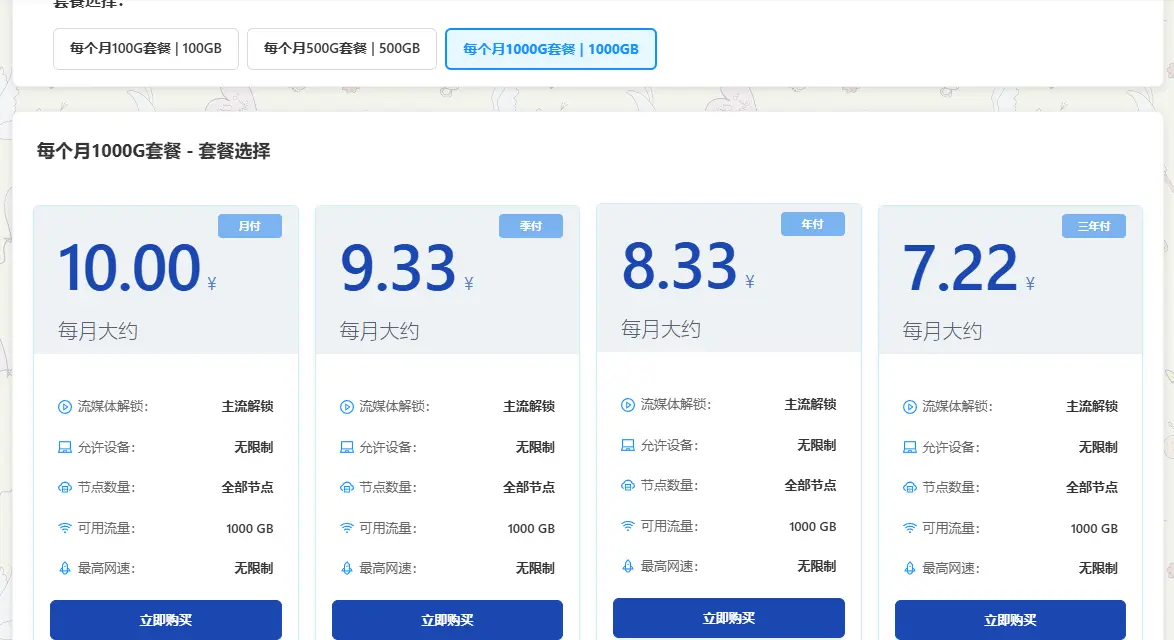 套餐选择：
每个月100G套餐 | 100GB
每个月500G套餐 | 500GB
每个月1000G套餐 | 1000GB
每个月1000G套餐 - 套餐选择
月付
10.00 ¥
每月大约
流媒体解锁: 主流解锁
允许设备: 无限制
节点数量: 全部节点
可用流量: 1000 GB
最高网速: 无限制
立即购买
季付
9.33 ¥
每月大约
流媒体解锁: 主流解锁
允许设备: 无限制
节点数量: 全部节点
可用流量: 1000 GB
最高网速: 无限制
立即购买
年付
8.33 ¥
每月大约
流媒体解锁: 主流解锁
允许设备: 无限制
节点数量: 全部节点
可用流量: 1000 GB
最高网速: 无限制
立即购买
三年付
7.22 ¥
每月大约
流媒体解锁: 主流解锁
允许设备: 无限制
节点数量: 全部节点
可用流量: 1000 GB
最高网速: 无限制
立即购买